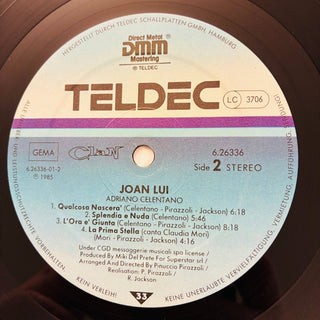 HERGESTELLT DURCH TELDEC SCHALLPLATTEN GMBH, HAMBURG
Direct Metal
DMM
Mastering
℗ TELDEC
TELDEC
LC 3706
GEMA
Clan
6.26336
6.26336-01-2
℗ 1985
Side 2 STEREO
JOAN LUI
ADRIANO CELENTANO
1. Qualcosa Nascera' (Celentano - Pirazzoli - Jackson) 6:18
2. Splendia e Nuda (Celentano) 5:46
3. L'Ora e' Giunta (Celentano - Pirazzoli - Jackson) 8:38
4. La Prima Stella (canta Claudia Mori)
(Mori - Pirazzoli - Jackson) 3:16
Under CGD messaggerie musicali spa license /
Produced By Miki Del Prete For Superstar srl /
Arranged And Directed By Pinuccio Pirazzoli /
Realisation: P. Pirazzoli /
R. Jackson
KEIN VERLEIH!
33
KEINE UNERLAUBTE VERVIELFÄLTIGUNG, VERMIETUNG, AUFFÜHRUNG,